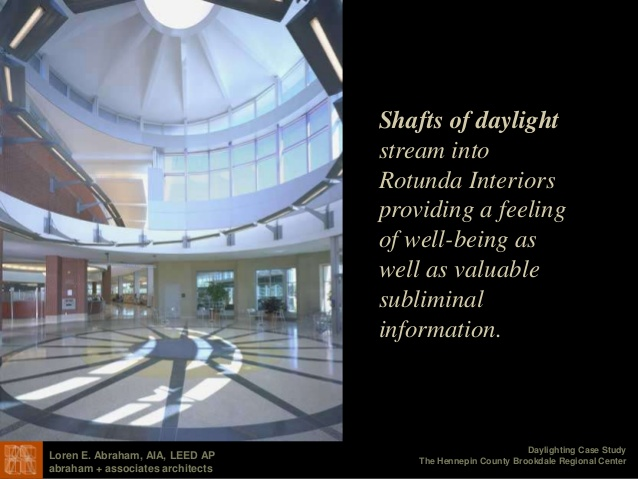 Shafts of daylight
stream into
Rotunda Interiors
providing a feeling
of well-being as
well as valuable
subliminal
information.
Loren E. Abraham, AIA, LEED AP
abraham + associates architects
Daylighting Case Study
The Hennepin County Brookdale Regional Center